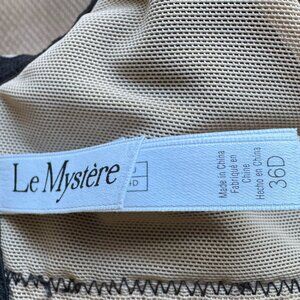 Le Mystère
Made in China
Fabriqué en
Chine
Hecho en China
36D